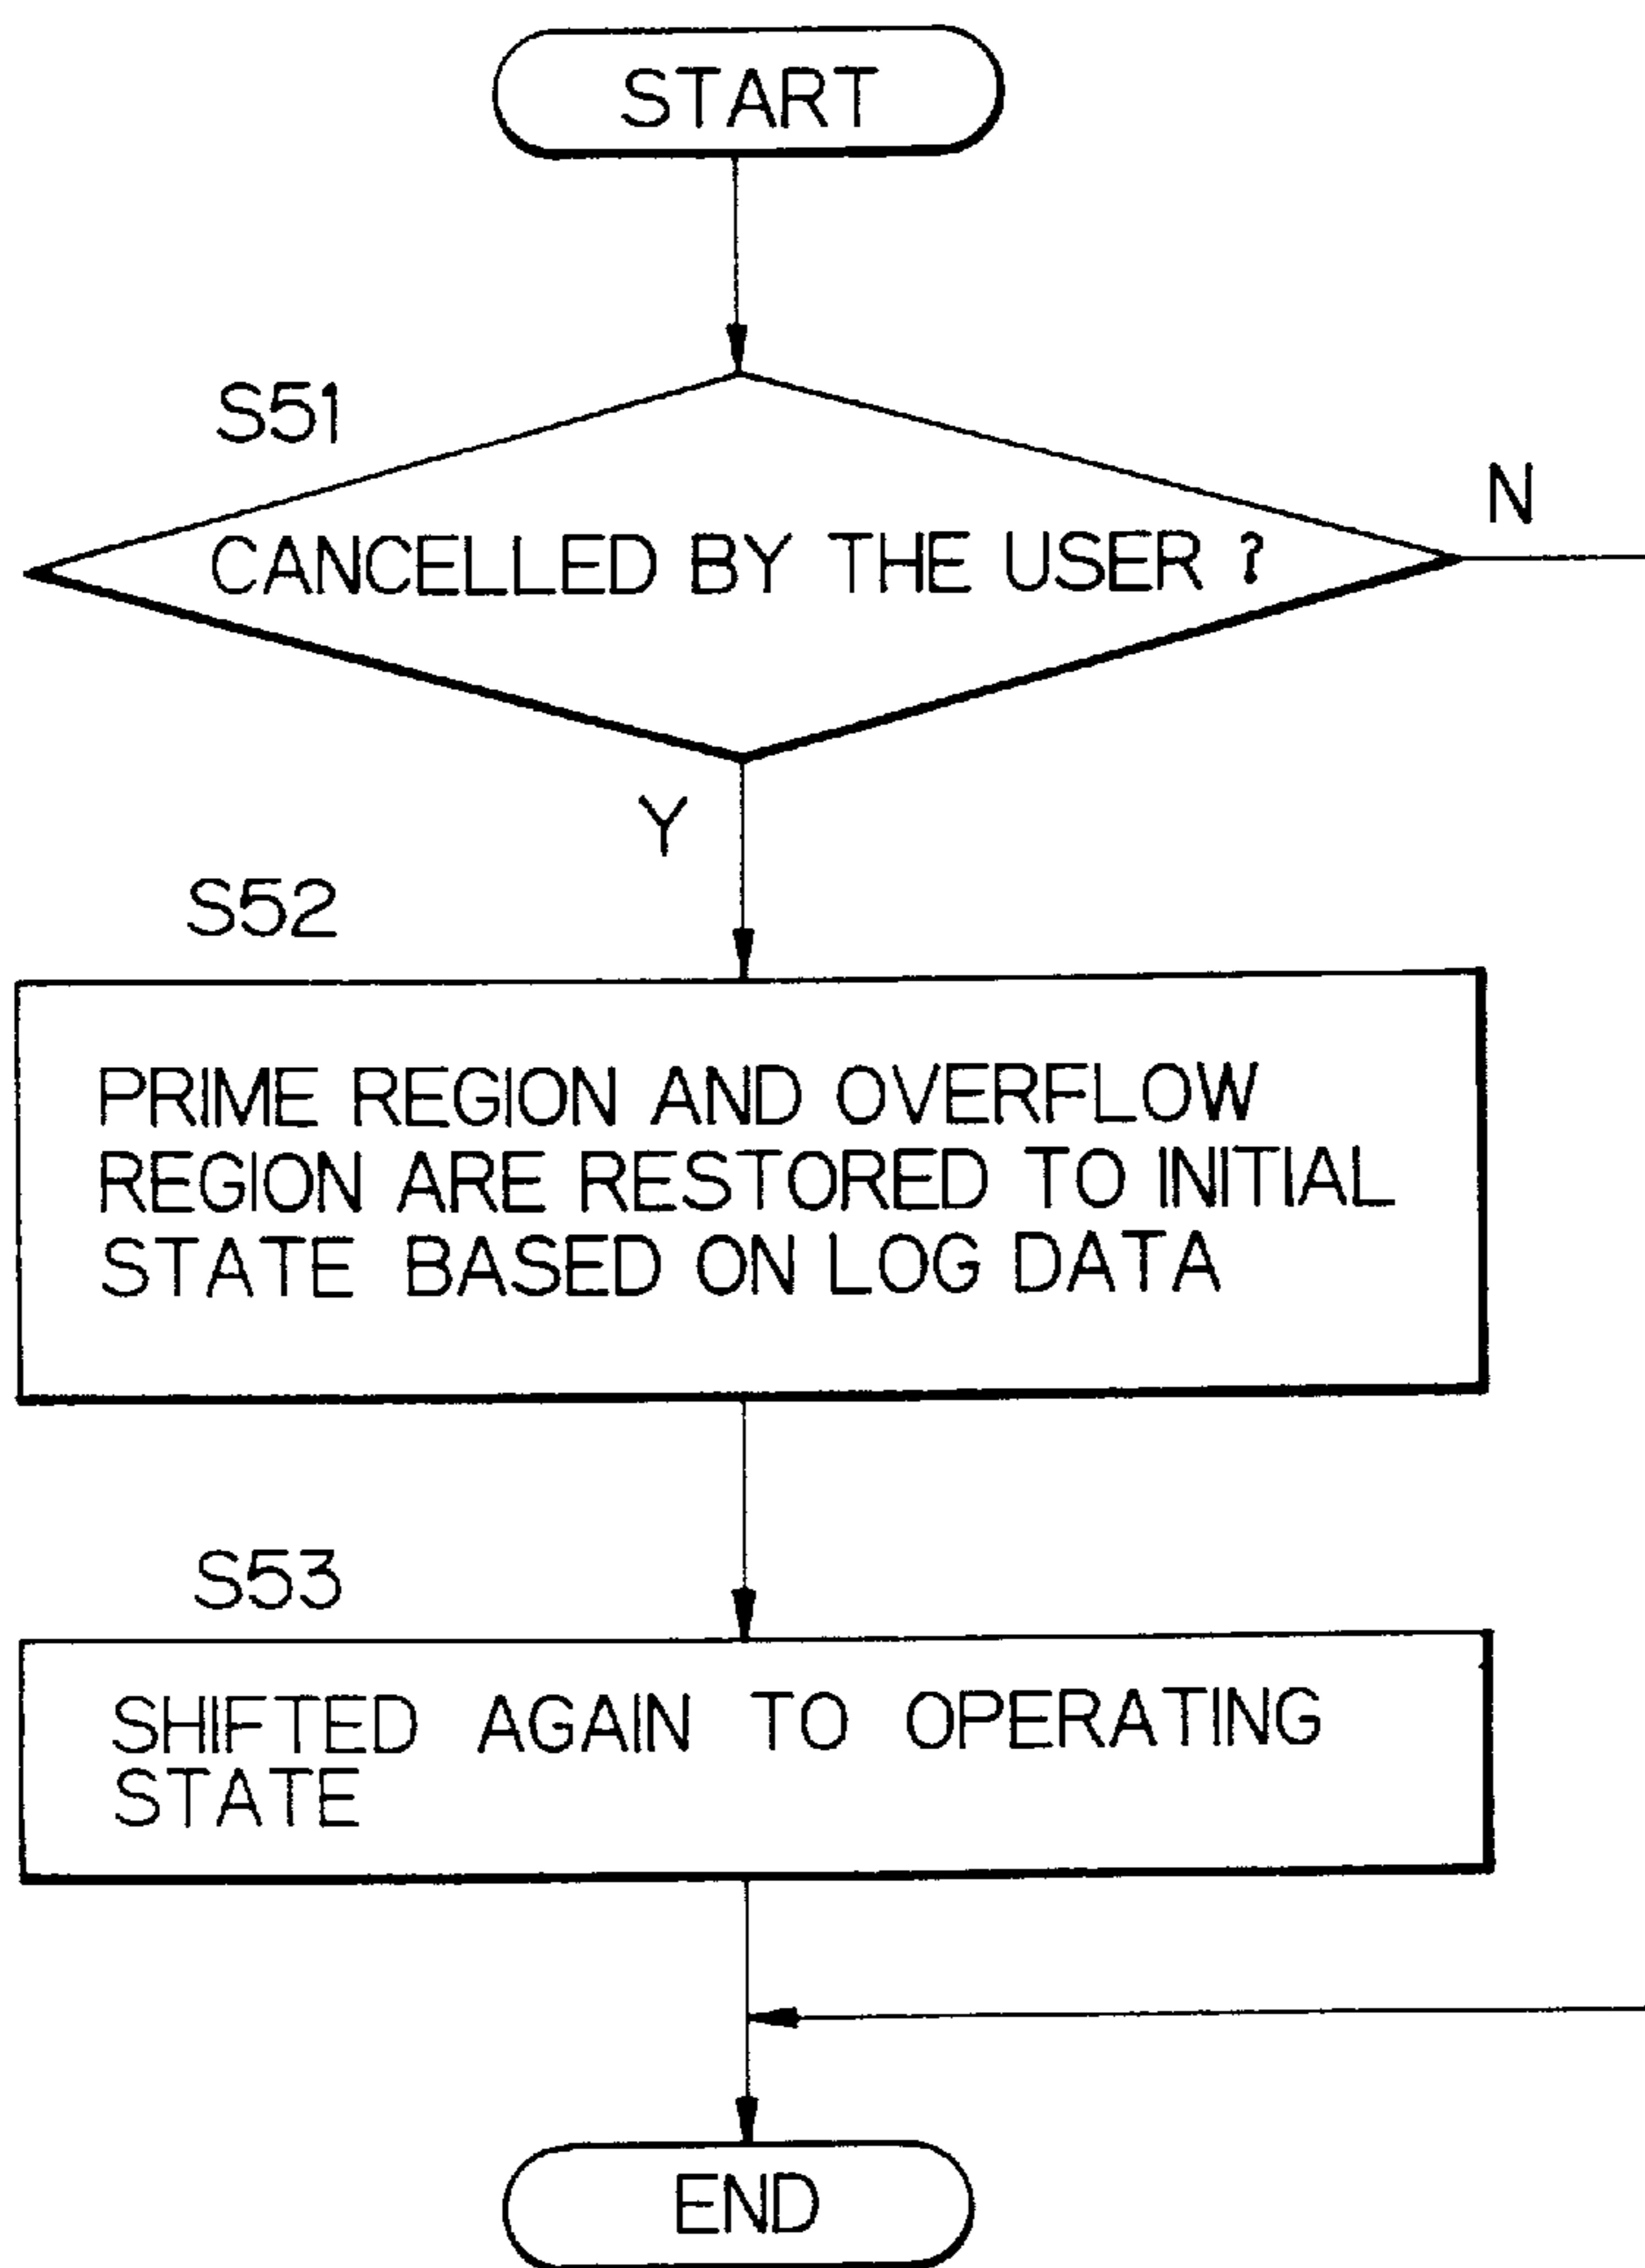 START
S51
N
CANCELLED BY THE USER ?
Y
S52
PRIME REGION AND OVERFLOW
REGION ARE RESTORED TO INITIAL
STATE BASED ON LOG DATA
S53
SHIFTED AGAIN TO OPERATING
STATE
END